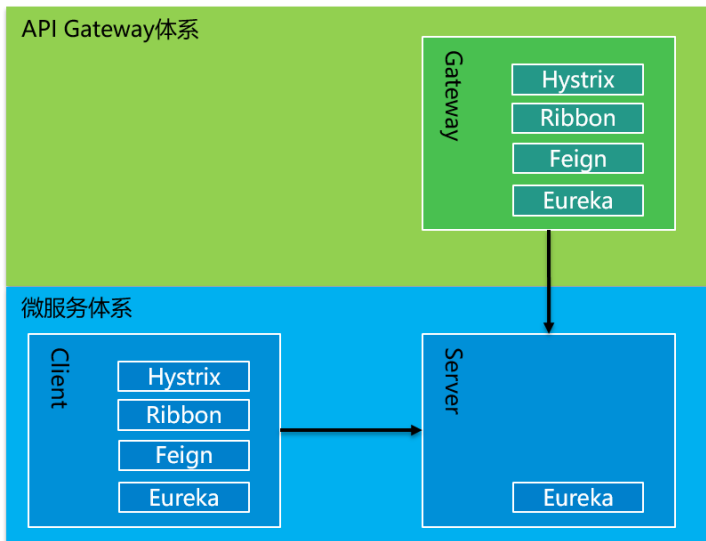 API Gateway体系
Gateway
Hystrix
Ribbon
Feign
Eureka
微服务体系
Client
Hystrix
Ribbon
Feign
Eureka
Server
Eureka